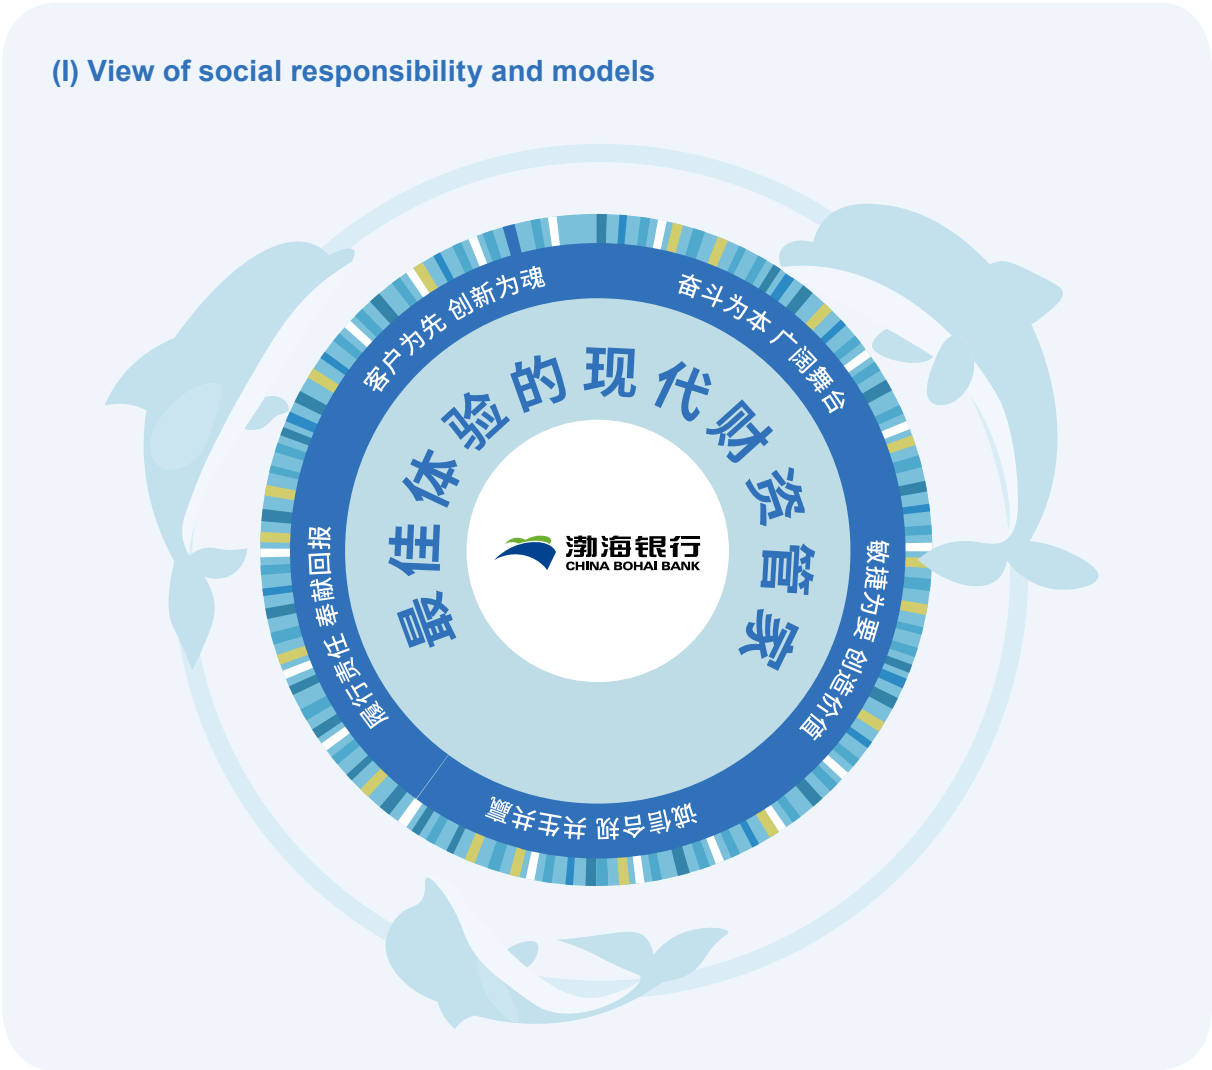 (I) View of social responsibility and models
客户为先 创新为魂
奋斗为本 广阔舞台
敏捷为要 创造价值
诚信合规 共生共赢
履行责任 奉献回报
最佳体验的现代财资管家
渤海银行
CHINA BOHAI BANK